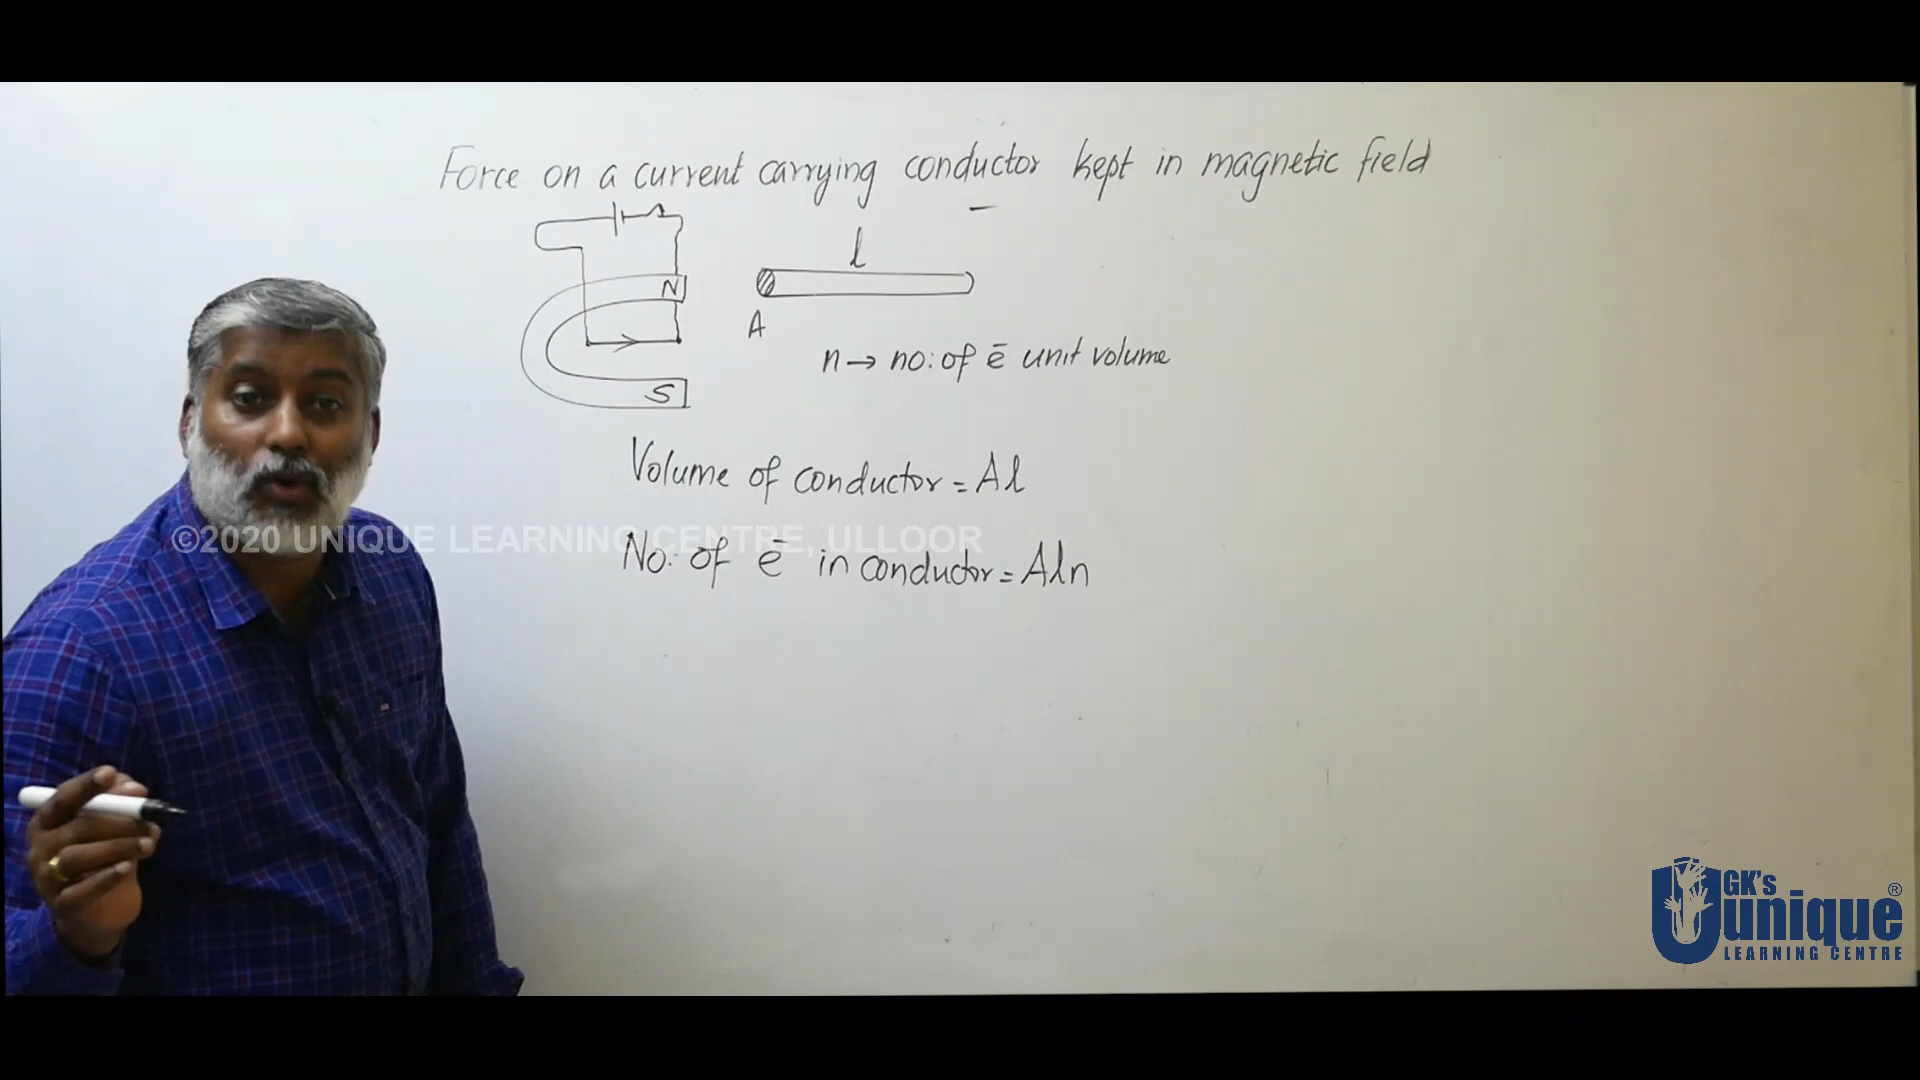 Force on a current carrying conductor kept in magnetic field
l
N
A
n → no: of ē unit volume
S
Volume of conductor = Al
©2020 UNIQUE LEARNING CENTRE, ULLOOR
No: of ē in conductor = Aln
GK's
unique®
LEARNING CENTRE